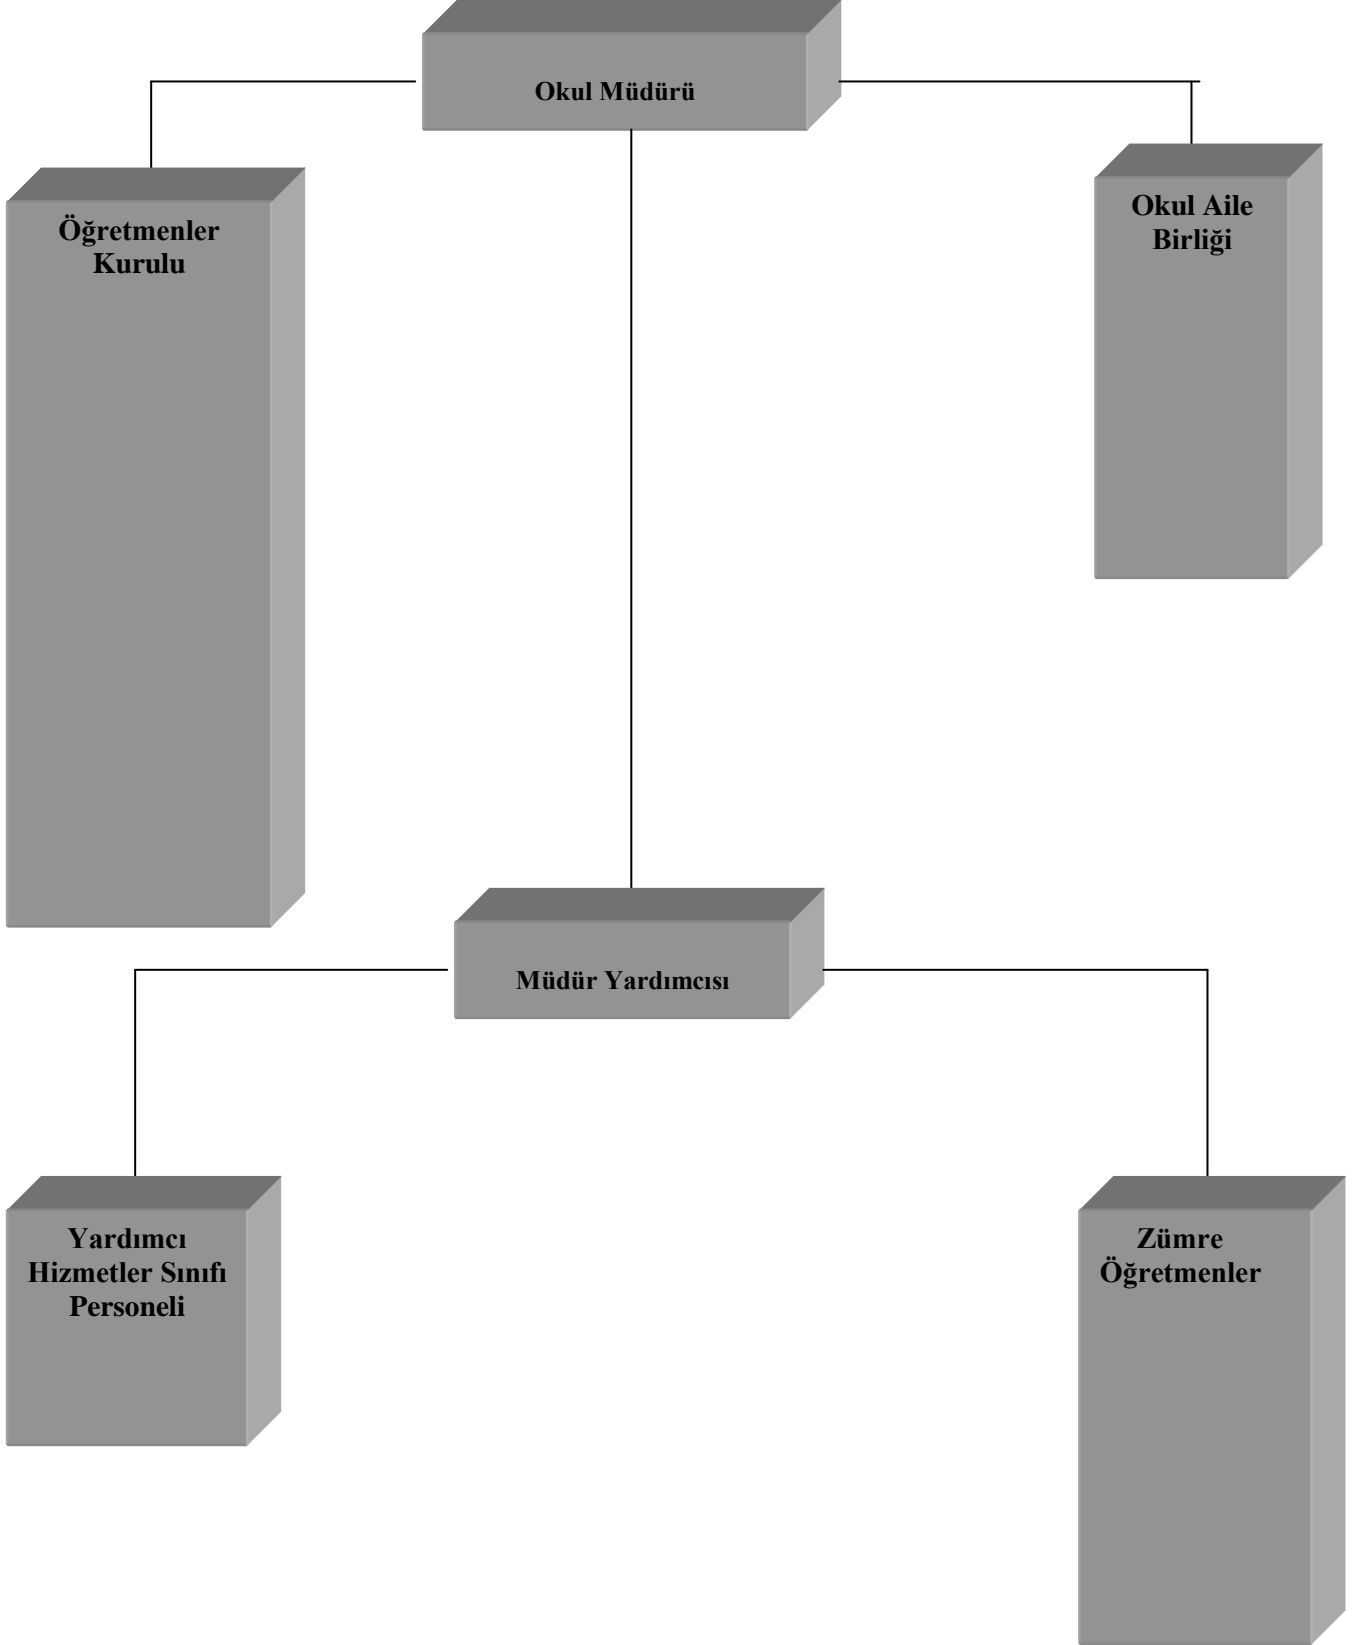 Okul Müdürü
Öğretmenler
Kurulu
Okul Aile
Birliği
Müdür Yardımcısı
Yardımcı
Hizmetler Sınıfı
Personeli
Zümre
Öğretmenler